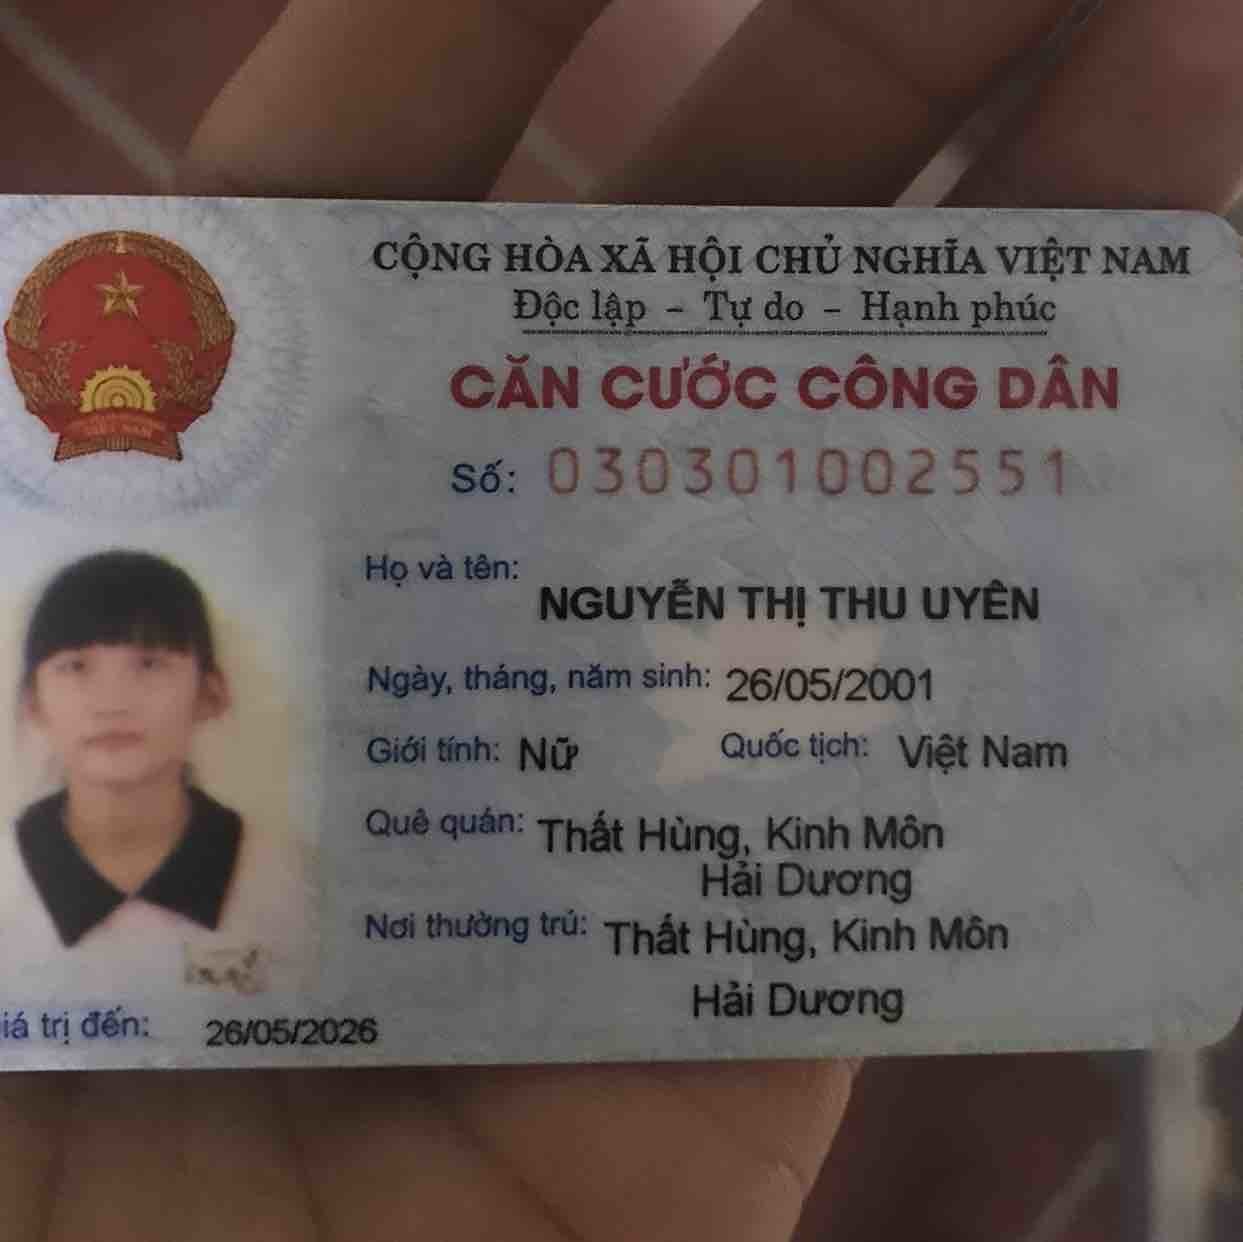 CỘNG HÒA XÃ HỘI CHỦ NGHĨA VIỆT NAM
Độc lập - Tự do - Hạnh phúc
CĂN CƯỚC CÔNG DÂN
Số: 030301002551
Họ và tên:
NGUYỄN THỊ THU UYÊN
Ngày, tháng, năm sinh: 26/05/2001
Giới tính: Nữ Quốc tịch: Việt Nam
Quê quán: Thất Hùng, Kinh Môn
Hải Dương
Nơi thường trú: Thất Hùng, Kinh Môn
Hải Dương
iá trị đến: 26/05/2026